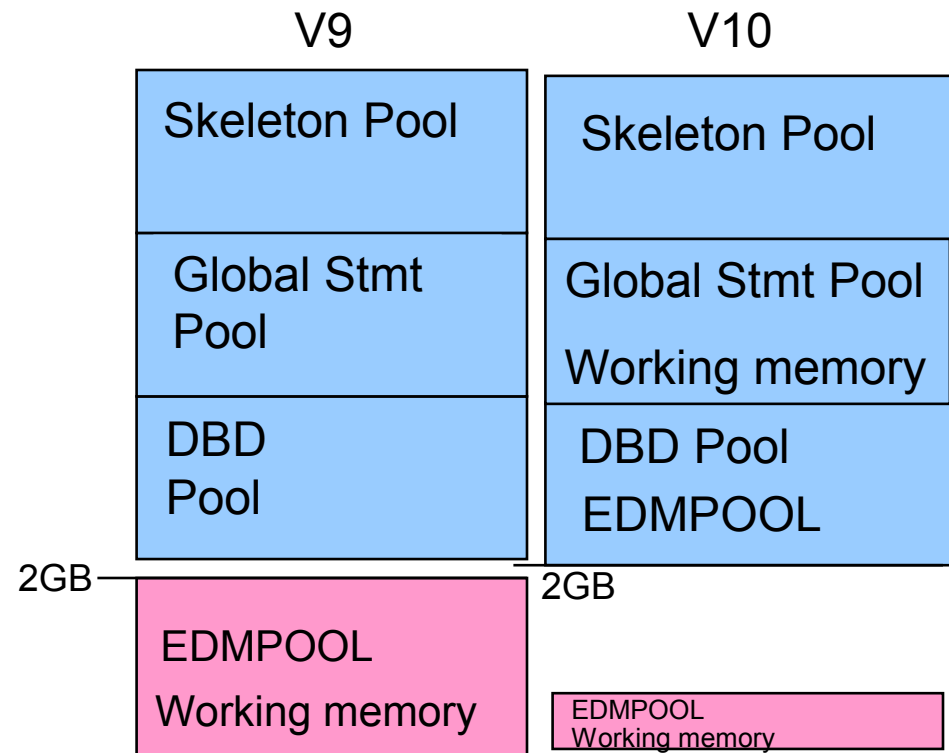 V9
Skeleton Pool
Global Stmt
Pool
DBD
Pool
2GB
EDMPOOL
Working memory
V10
Skeleton Pool
Global Stmt Pool
Working memory
DBD Pool
EDMPOOL
2GB
EDMPOOL
Working memory